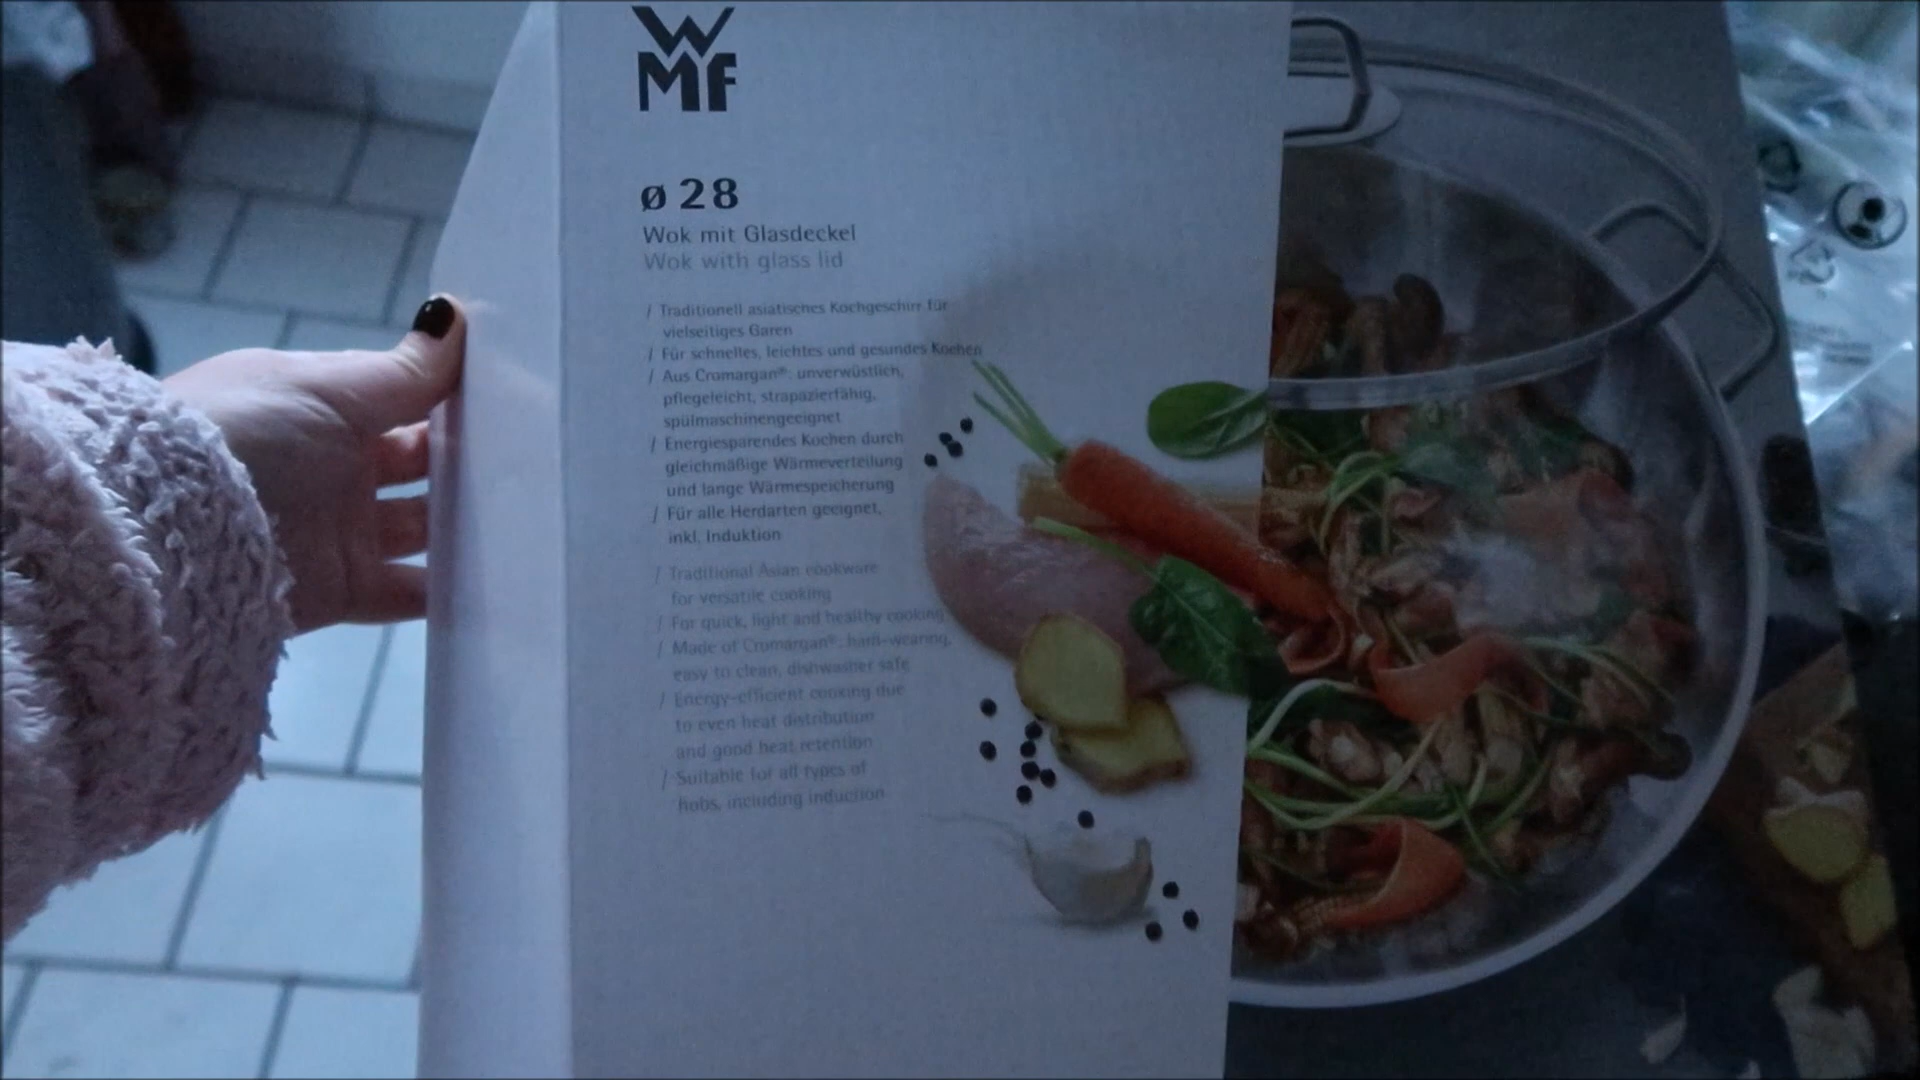 WMF
ø 28
Wok mit Glasdeckel
Wok with glass lid
/ Traditionell asiatisches Kochgeschirr für
vielseitiges Garen
/ Für schnelles, leichtes und gesundes Kochen
/ Aus Cromargan®: unverwüstlich,
pflegeleicht, strapazierfähig,
spülmaschinengeeignet
/ Energiesparendes Kochen durch
gleichmäßige Wärmeverteilung
und lange Wärmespeicherung
/ Für alle Herdarten geeignet,
inkl. Induktion
/ Traditional Asian cookware
for versatile cooking
/ For quick, light and healthy cooking
/ Made of Cromargan®: hard-wearing,
easy to clean, dishwasher safe
/ Energy-efficient cooking due
to even heat distribution
and good heat retention
/ Suitable for all types of
hobs, including induction